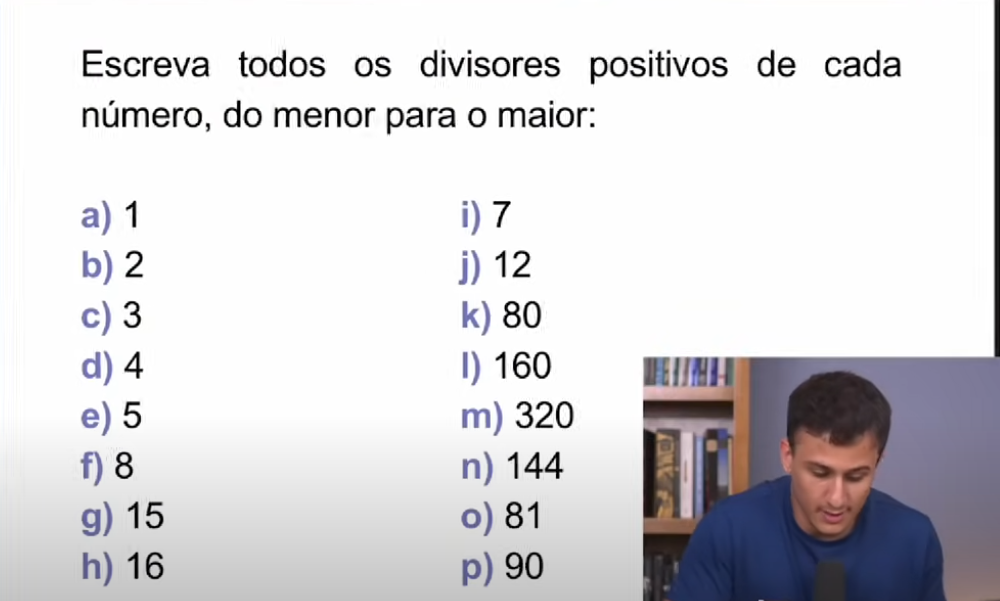 Escreva todos os divisores positivos de cada
número, do menor para o maior:
a) 1
b) 2
c) 3
d) 4
e) 5
f) 8
g) 15
h) 16
i) 7
j) 12
k) 80
l) 160
m) 320
n) 144
o) 81
p) 90